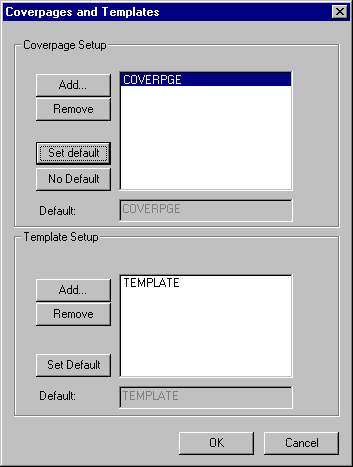 Coverpages and Templates
Coverpage Setup
Add...
COVERPGE
Remove
Set default
No Default
Default:
COVERPGE
Template Setup
Add...
TEMPLATE
Remove
Set Default
Default:
TEMPLATE
OK
Cancel